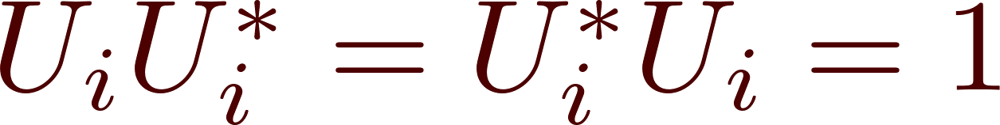 $U_i U_i^* = U_i^* U_i = 1$